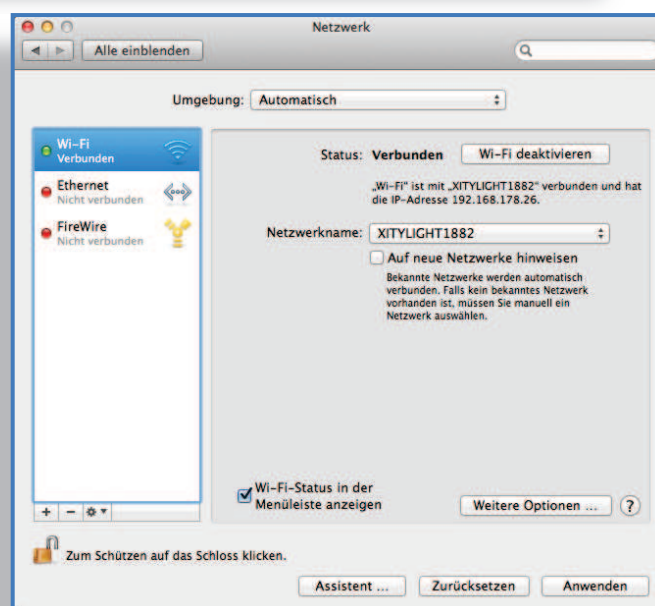 Netzwerk
Alle einblenden
Umgebung: Automatisch
Wi-Fi
Verbunden
Ethernet
Nicht verbunden
FireWire
Nicht verbunden
Status: Verbunden Wi-Fi deaktivieren
„Wi-Fi“ ist mit „XITYLIGHT1882“ verbunden und hat
die IP-Adresse 192.168.178.26.
Netzwerkname: XITYLIGHT1882
Auf neue Netzwerke hinweisen
Bekannte Netzwerke werden automatisch
verbunden. Falls kein bekanntes Netzwerk
vorhanden ist, müssen Sie manuell ein
Netzwerk auswählen.
Wi-Fi-Status in der
Menüleiste anzeigen
Weitere Optionen ... ?
Zum Schützen auf das Schloss klicken.
Assistent ... Zurücksetzen Anwenden